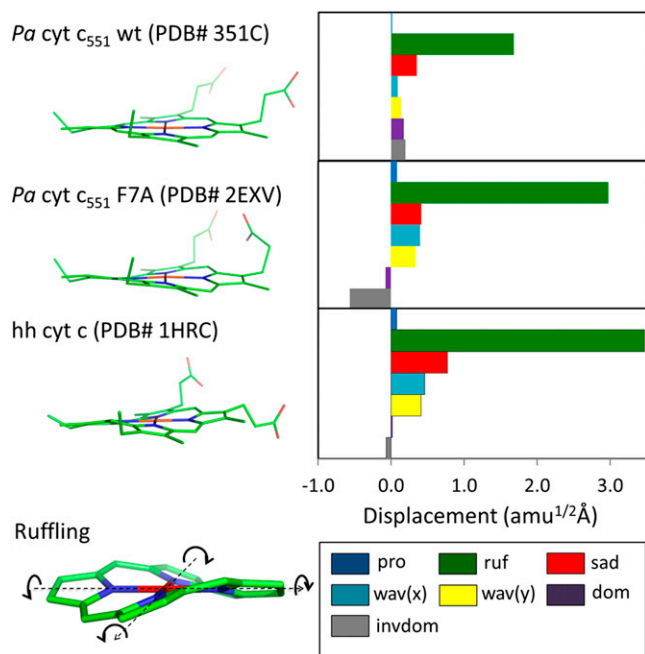 Pa cyt c₅₅₁ wt (PDB# 351C)
Pa cyt c₅₅₁ F7A (PDB# 2EXV)
hh cyt c (PDB# 1HRC)
-1.0 0.0 1.0 2.0 3.0
Displacement (amu¹/²Å)
Ruffling
pro ruf sad
wav(x) wav(y) dom
invdom